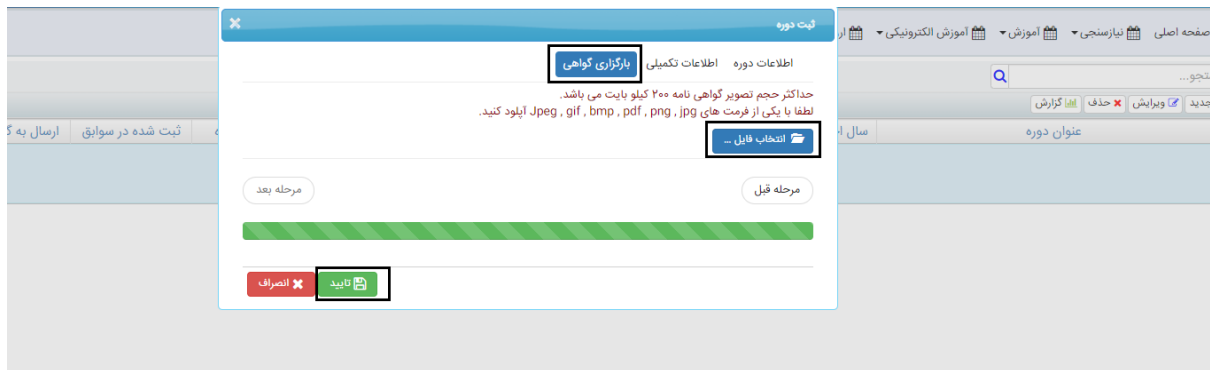 صفحه اصلی نیازسنجی آموزش آموزش الکترونیکی
ثبت دوره
اطلاعات دوره اطلاعات تکمیلی بارگزاری گواهی
حداکثر حجم تصویر گواهی نامه ۲۰۰ کیلو بایت می باشد.
لطفا با یکی از فرمت های Jpeg , gif , bmp , pdf , png , jpg آپلود کنید.
انتخاب فایل ...
مرحله قبل مرحله بعد
تایید انصراف
ویرایش حذف گزارش
عنوان دوره سال ثبت شده در سوابق ارسال به